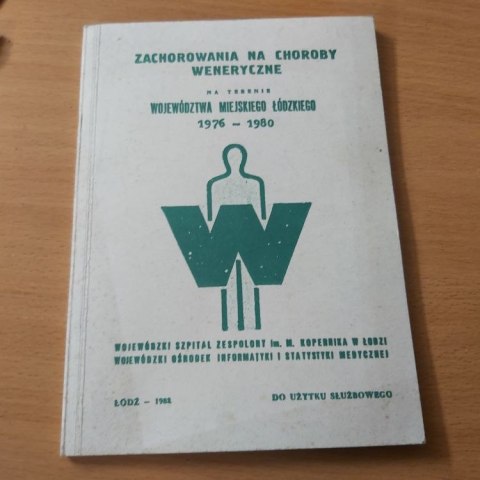 ZACHOROWANIA NA CHOROBY
WENERYCZNE
NA TERENIE
WOJEWÓDZTWA MIEJSKIEGO ŁÓDZKIEGO
1976 - 1980
W
WOJEWÓDZKI SZPITAL ZESPOLONY im. M. KOPERNIKA W ŁODZI
WOJEWÓDZKI OŚRODEK INFORMATYKI I STATYSTYKI MEDYCZNEJ
ŁÓDŹ - 1982
DO UŻYTKU SŁUŻBOWEGO